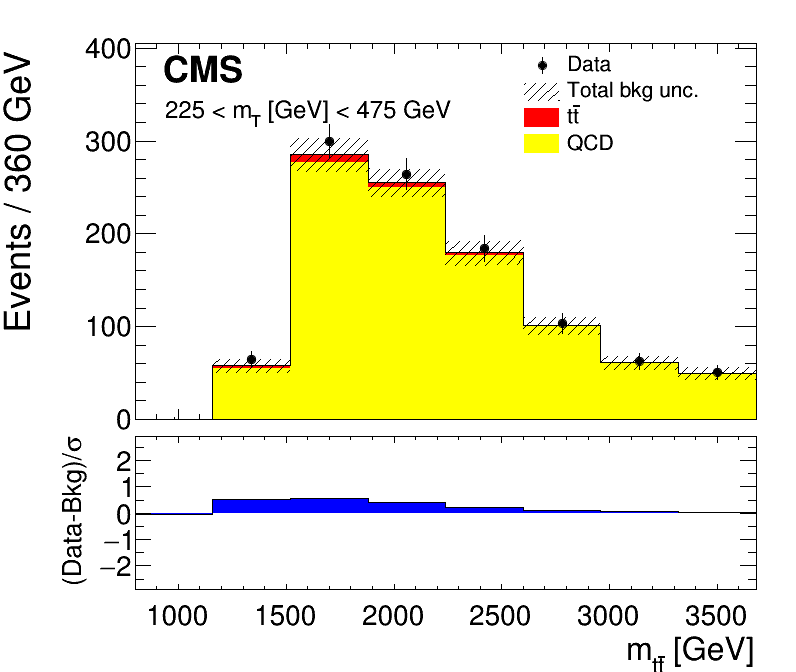 400
300
200
100
0
Events / 360 GeV
CMS
225 < m_T [GeV] < 475 GeV
Data
Total bkg unc.
tt̄
QCD
2
1
0
−1
−2
(Data-Bkg)/σ
1000 1500 2000 2500 3000 3500
m_tt̄ [GeV]